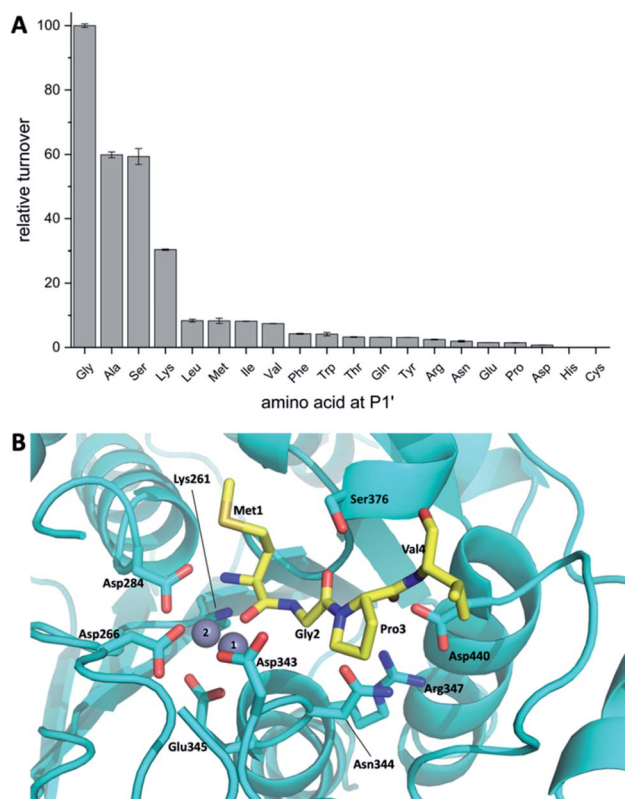 A
100
80
60
40
20
0
relative turnover
Gly Ala Ser Lys Leu Met Ile Val Phe Trp Thr Gln Tyr Arg Asn Glu Pro Asp His Cys
amino acid at P1'
B
Lys261
Met1
Ser376
Val4
Asp284
Asp266
2
1
Gly2
Pro3
Asp343
Asp440
Arg347
Glu345
Asn344